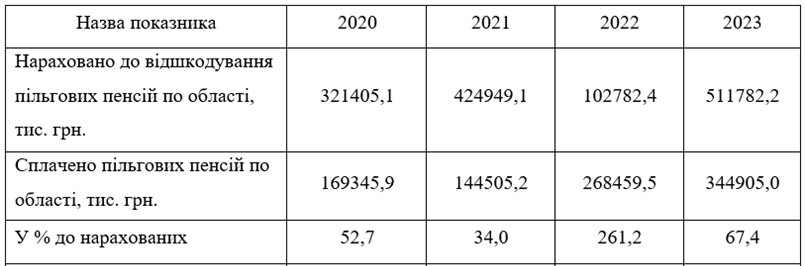 Назва показника 2020 2021 2022 2023
Нараховано до відшкодування
пільгових пенсій по області,
тис. грн.
321405,1 424949,1 102782,4 511782,2
Сплачено пільгових пенсій по
області, тис. грн.
169345,9 144505,2 268459,5 344905,0
У % до нарахованих 52,7 34,0 261,2 67,4